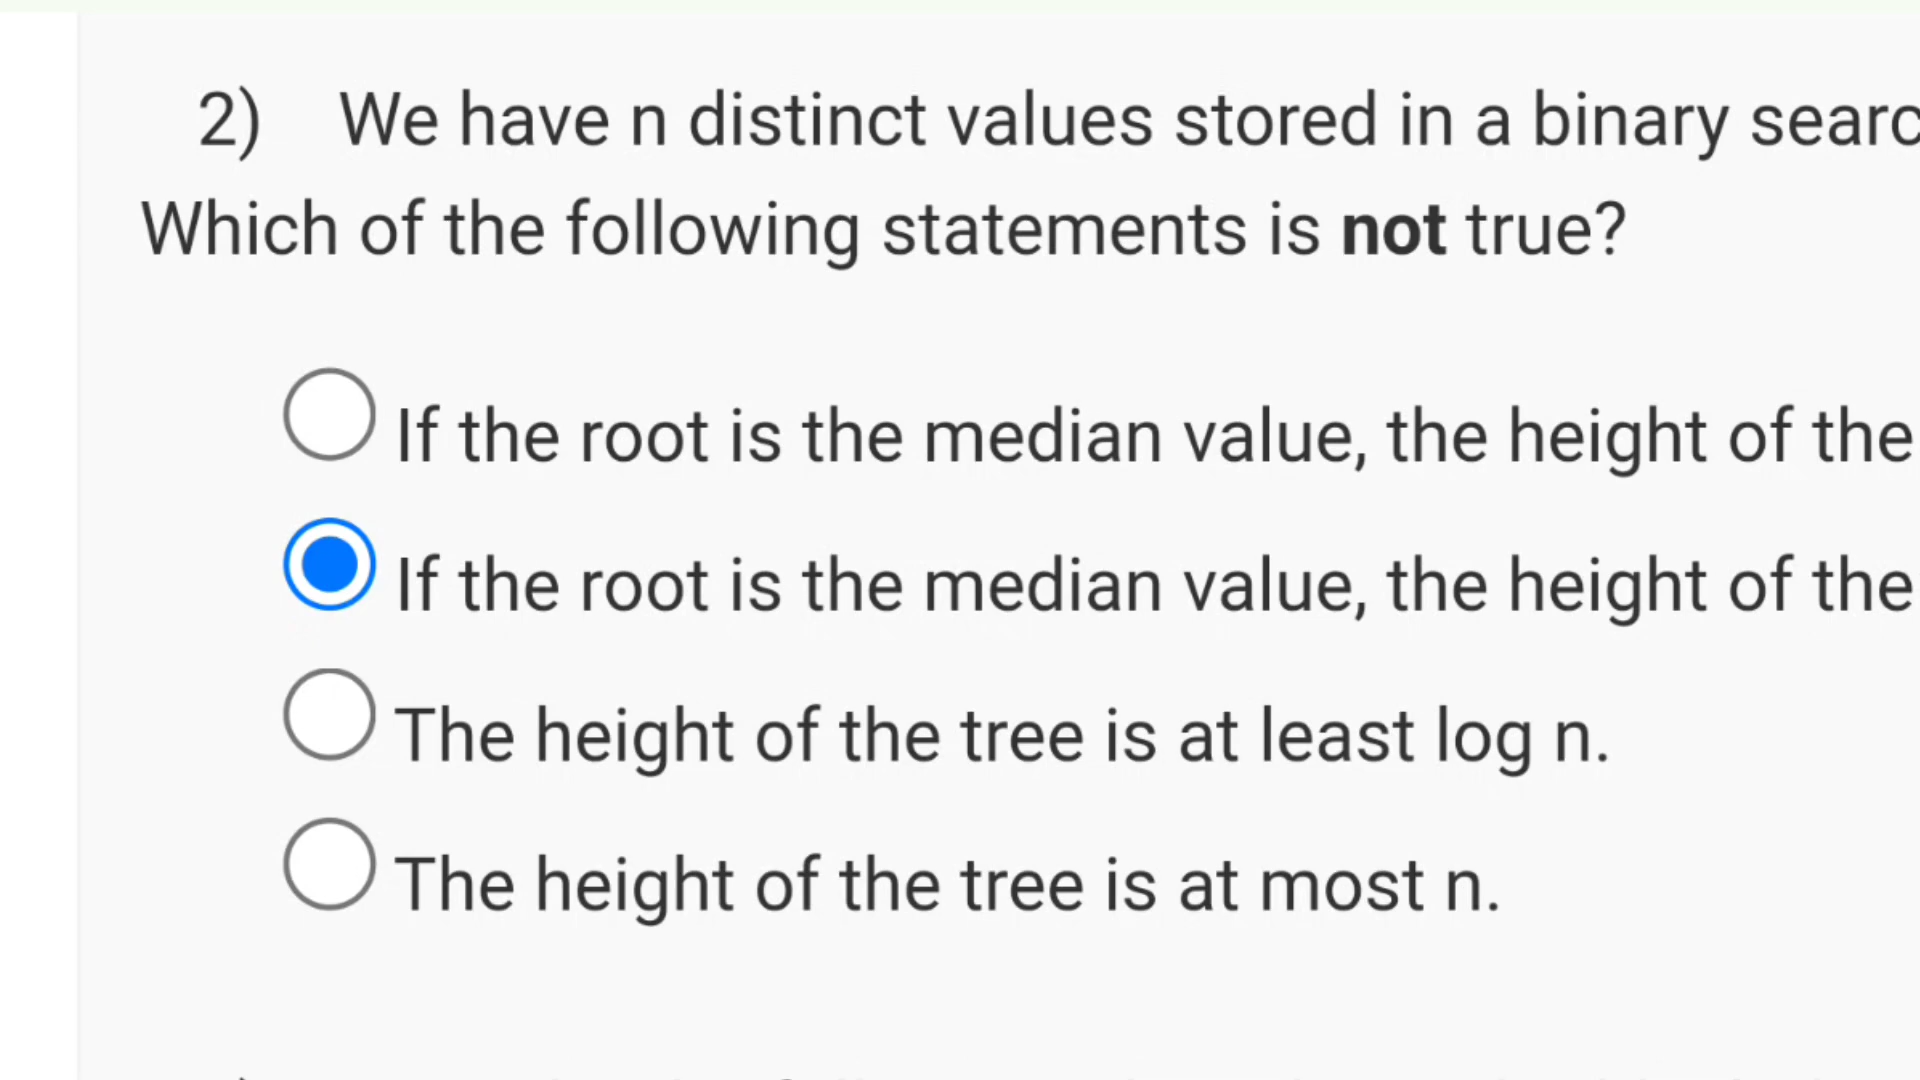 2) We have n distinct values stored in a binary
Which of the following statements is not true?
If the root is the median value, the height of the
If the root is the median value, the height of the
The height of the tree is at least log n.
The height of the tree is at most n.